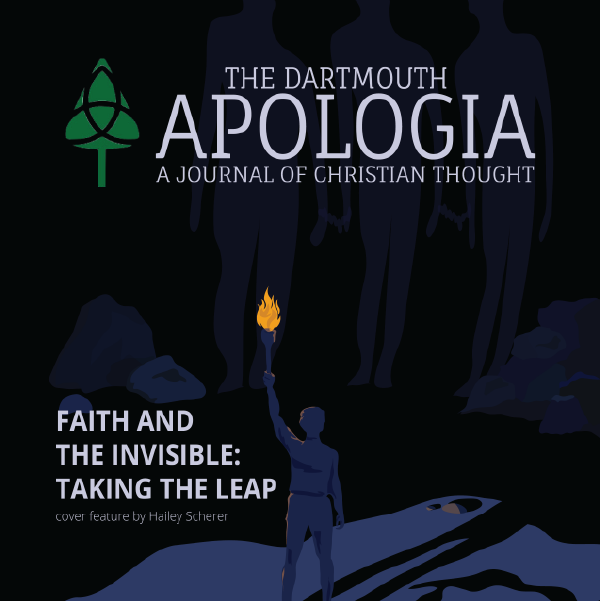 THE DARTMOUTH
APOLOGIA
A JOURNAL OF CHRISTIAN THOUGHT
FAITH AND
THE INVISIBLE:
TAKING THE LEAP
cover feature by Hailey Scherer